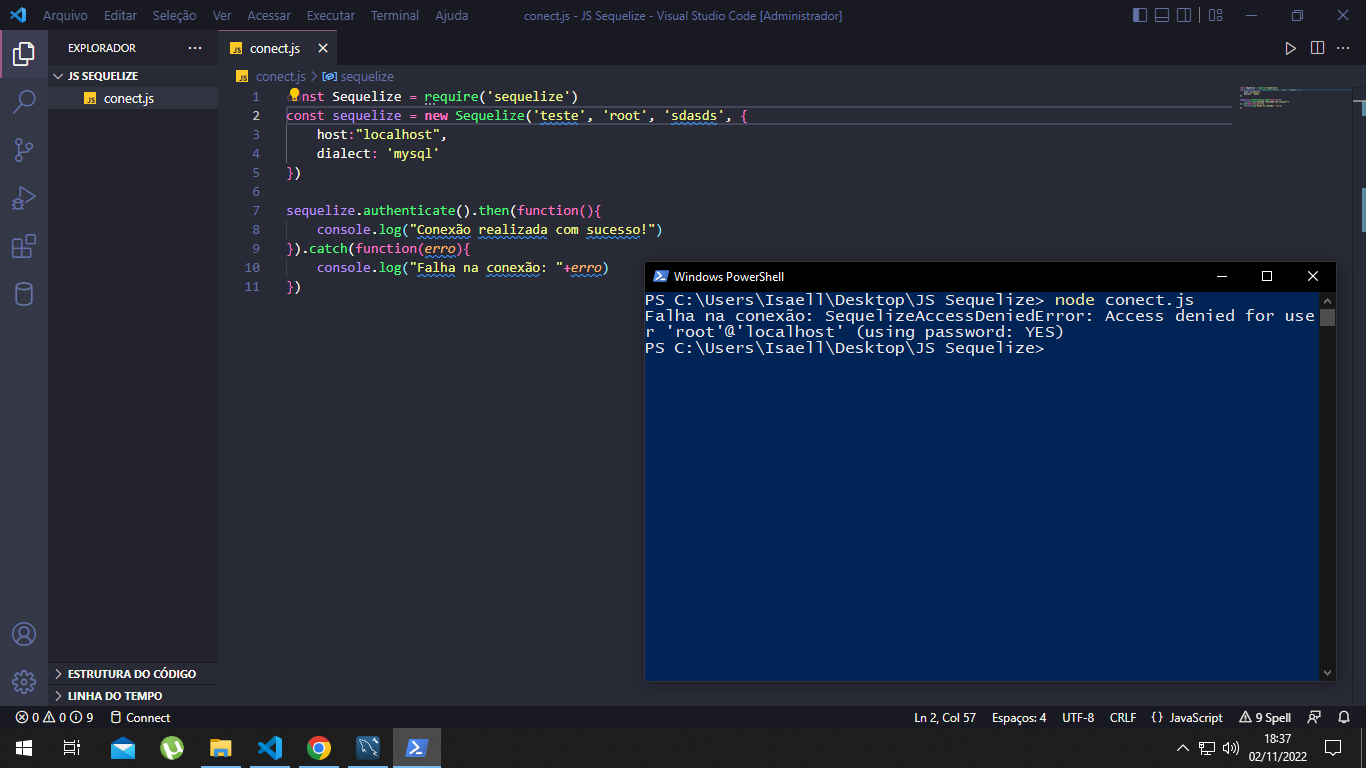 Arquivo Editar Seleção Ver Acessar Executar Terminal Ajuda
conect.js - JS Sequelize - Visual Studio Code [Administrador]
EXPLORADOR
JS conect.js
JS SEQUELIZE
JS conect.js
JS conect.js > sequelize
1 nst Sequelize = require('sequelize')
2 const sequelize = new Sequelize('teste', 'root', 'sdasds', {
3 host:"localhost",
4 dialect: 'mysql'
5 })
6
7 sequelize.authenticate().then(function(){
8 console.log("Conexão realizada com sucesso!")
9 }).catch(function(erro){
10 console.log("Falha na conexão: "+erro)
11 })
Windows PowerShell
PS C:\Users\Isaell\Desktop\JS Sequelize> node conect.js
Falha na conexão: SequelizeAccessDeniedError: Access denied for use
r 'root'@'localhost' (using password: YES)
PS C:\Users\Isaell\Desktop\JS Sequelize>
ESTRUTURA DO CÓDIGO
LINHA DO TEMPO
0 0 9 Connect
Ln 2, Col 57 Espaços: 4 UTF-8 CRLF {} JavaScript 9 Spell
18:37
02/11/2022